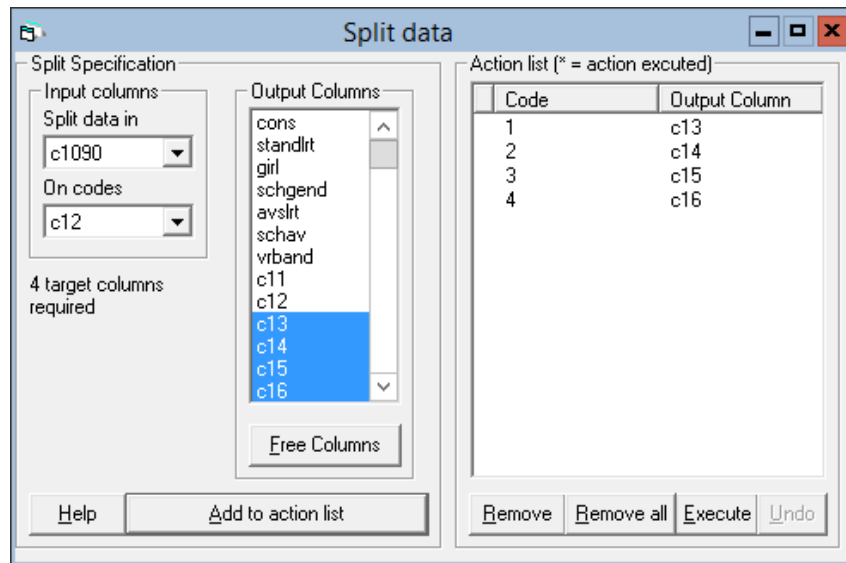 Split data
Split Specification
Input columns
Split data in
c1090
On codes
c12
4 target columns
required
Output Columns
cons
standlrt
girl
schgend
avslrt
schav
vrband
c11
c12
c13
c14
c15
c16
Free Columns
Help
Add to action list
Action list (* = action excuted)
Code Output Column
1 c13
2 c14
3 c15
4 c16
Remove Remove all Execute Undo